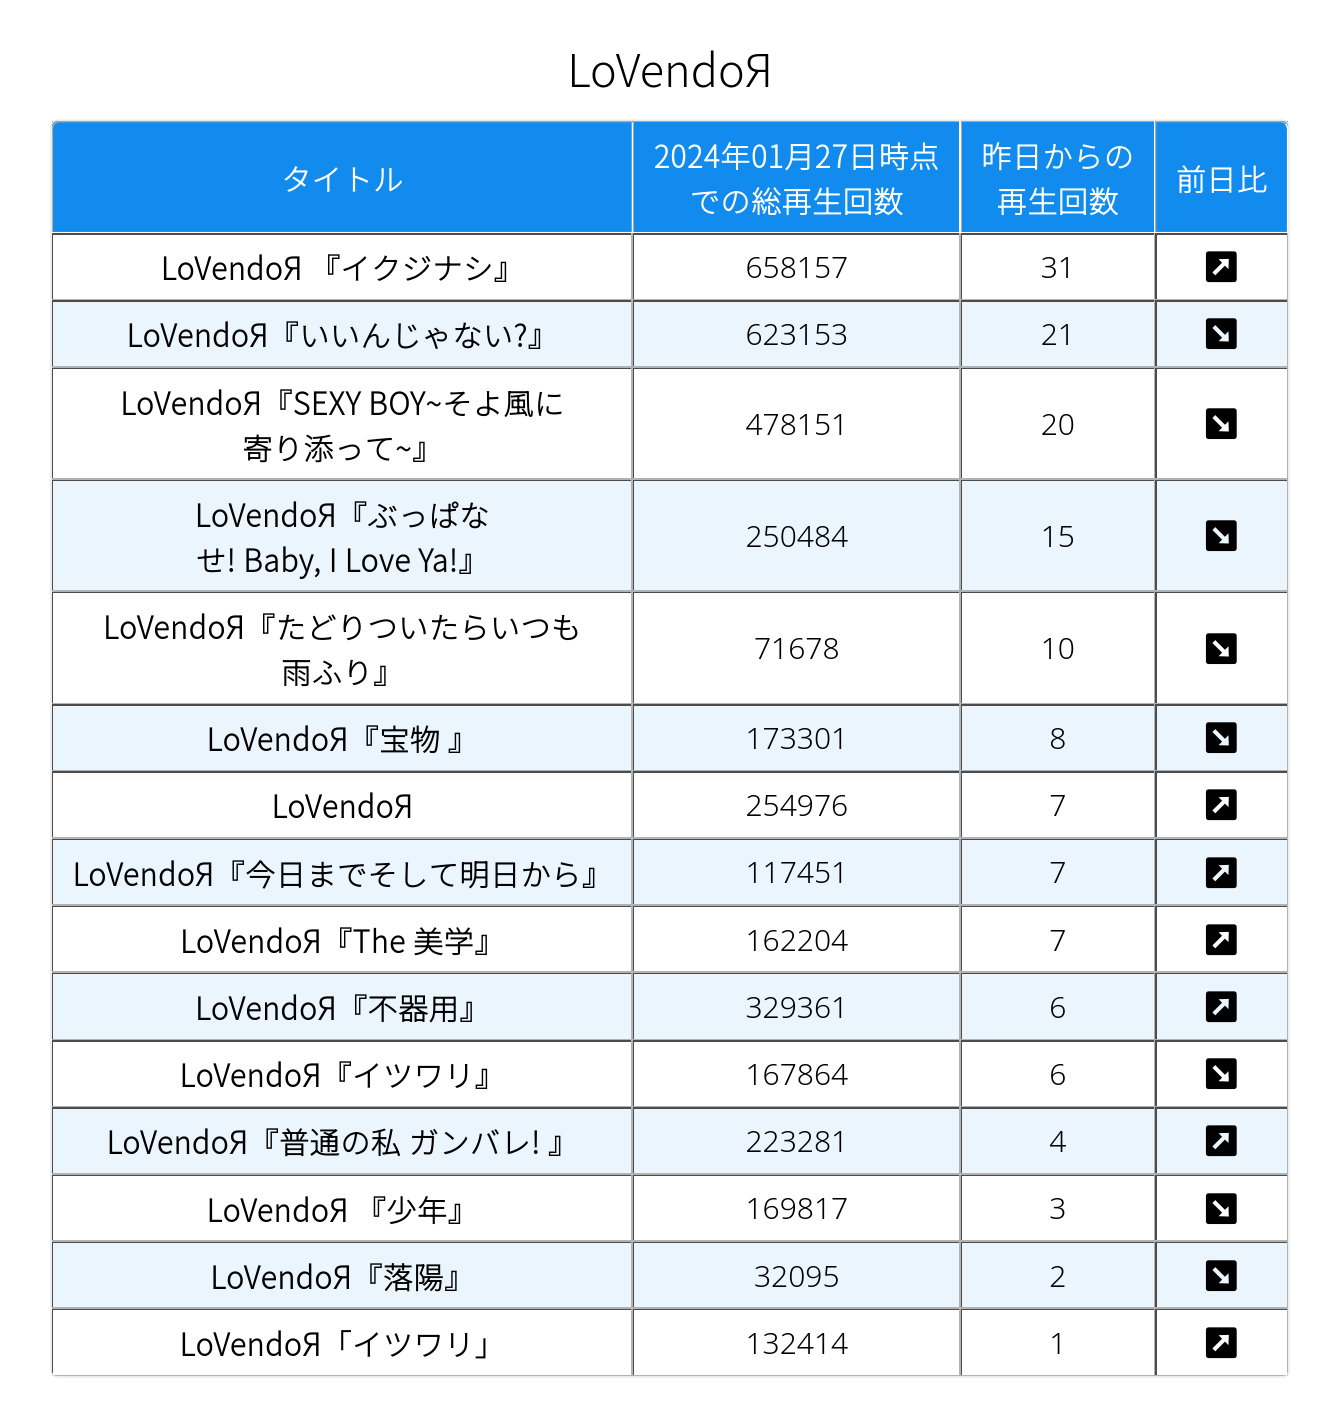 LoVendoЯ
タイトル
2024年01月27日時点
での総再生回数
昨日からの
再生回数
前日比
LoVendoЯ 『イクジナシ』 658157 31 ↗
LoVendoЯ『いいんじゃない?』 623153 21 ↘
LoVendoЯ『SEXY BOY~そよ風に
寄り添って~』 478151 20 ↘
LoVendoЯ『ぶっぱな
せ! Baby, I Love Ya!』 250484 15 ↘
LoVendoЯ『たどりついたらいつも
雨ふり』 71678 10 ↘
LoVendoЯ『宝物 』 173301 8 ↘
LoVendoЯ 254976 7 ↗
LoVendoЯ『今日までそして明日から』 117451 7 ↗
LoVendoЯ『The 美学』 162204 7 ↗
LoVendoЯ『不器用』 329361 6 ↗
LoVendoЯ『イツワリ』 167864 6 ↘
LoVendoЯ『普通の私 ガンバレ! 』 223281 4 ↗
LoVendoЯ 『少年』 169817 3 ↘
LoVendoЯ『落陽』 32095 2 ↘
LoVendoЯ「イツワリ」 132414 1 ↗